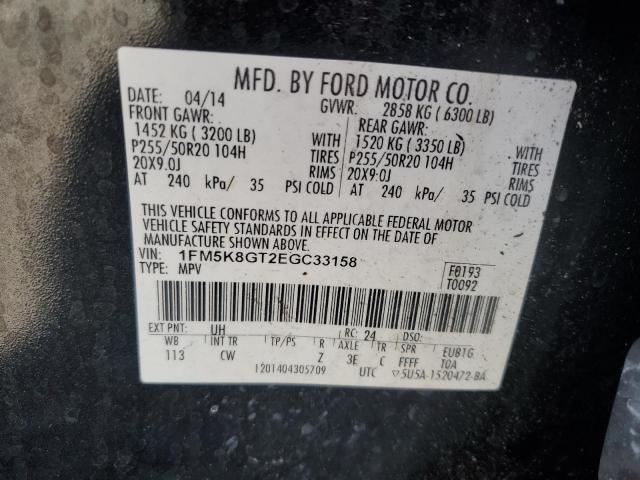 MFD. BY FORD MOTOR CO.
DATE: 04/14 GVWR: 2858 KG ( 6300 LB)
FRONT GAWR: REAR GAWR:
1452 KG ( 3200 LB) WITH 1520 KG ( 3350 LB) WITH
P255/50R20 104H TIRES P255/50R20 104H TIRES
20X9.0J RIMS 20X9.0J RIMS
AT 240 kPa/ 35 PSI COLD AT 240 kPa/ 35 PSI COLD
THIS VEHICLE CONFORMS TO ALL APPLICABLE FEDERAL MOTOR
VEHICLE SAFETY STANDARDS IN EFFECT ON THE DATE OF
MANUFACTURE SHOWN ABOVE.
VIN: 1FM5K8GT2EGC33158
TYPE: MPV F0193
T0092
EXT PNT: UH RC: 24 DSO:
WB INT TR TP/PS R AXLE TR SPR EUB1G
113 CW Z 3E C FFFF TOA
1201404305709 UTC ▽5U5A-1520472-BA